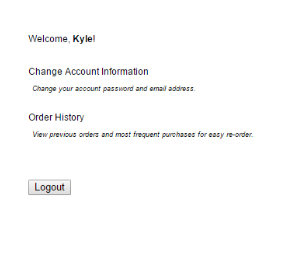 Welcome, Kyle!
Change Account Information
Change your account password and email address.
Order History
View previous orders and most frequent purchases for easy re-order.
Logout